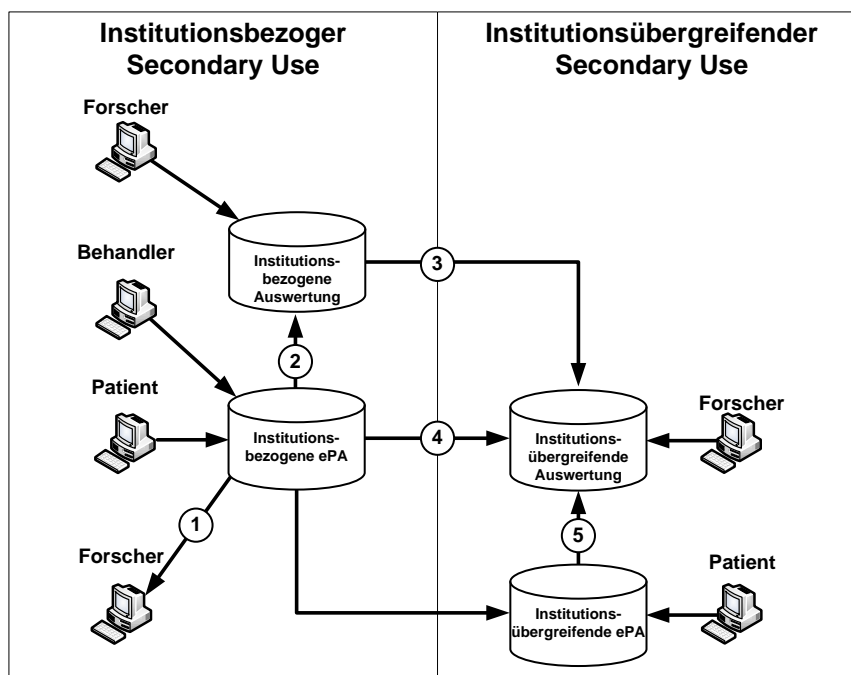 Institutionsbezoger
Secondary Use
Institutionsübergreifender
Secondary Use
Forscher
Behandler
Institutions-
bezogene
Auswertung
3
2
Patient
Institutions-
bezogene ePA
4
Institutions-
übergreifende
Auswertung
Forscher
1
5
Forscher
Institutions-
übergreifende ePA
Patient